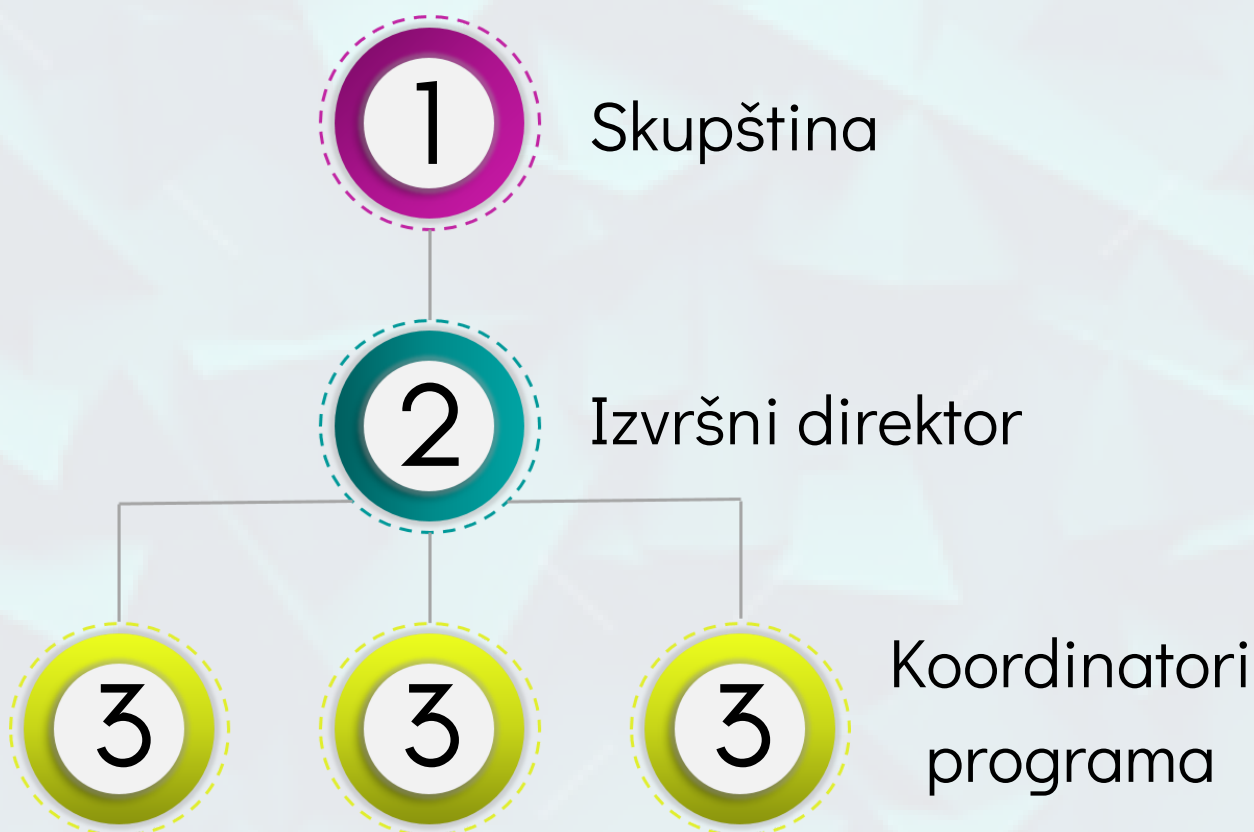 1
Skupština
2
Izvršni direktor
3 3 3
Koordinatori
programa